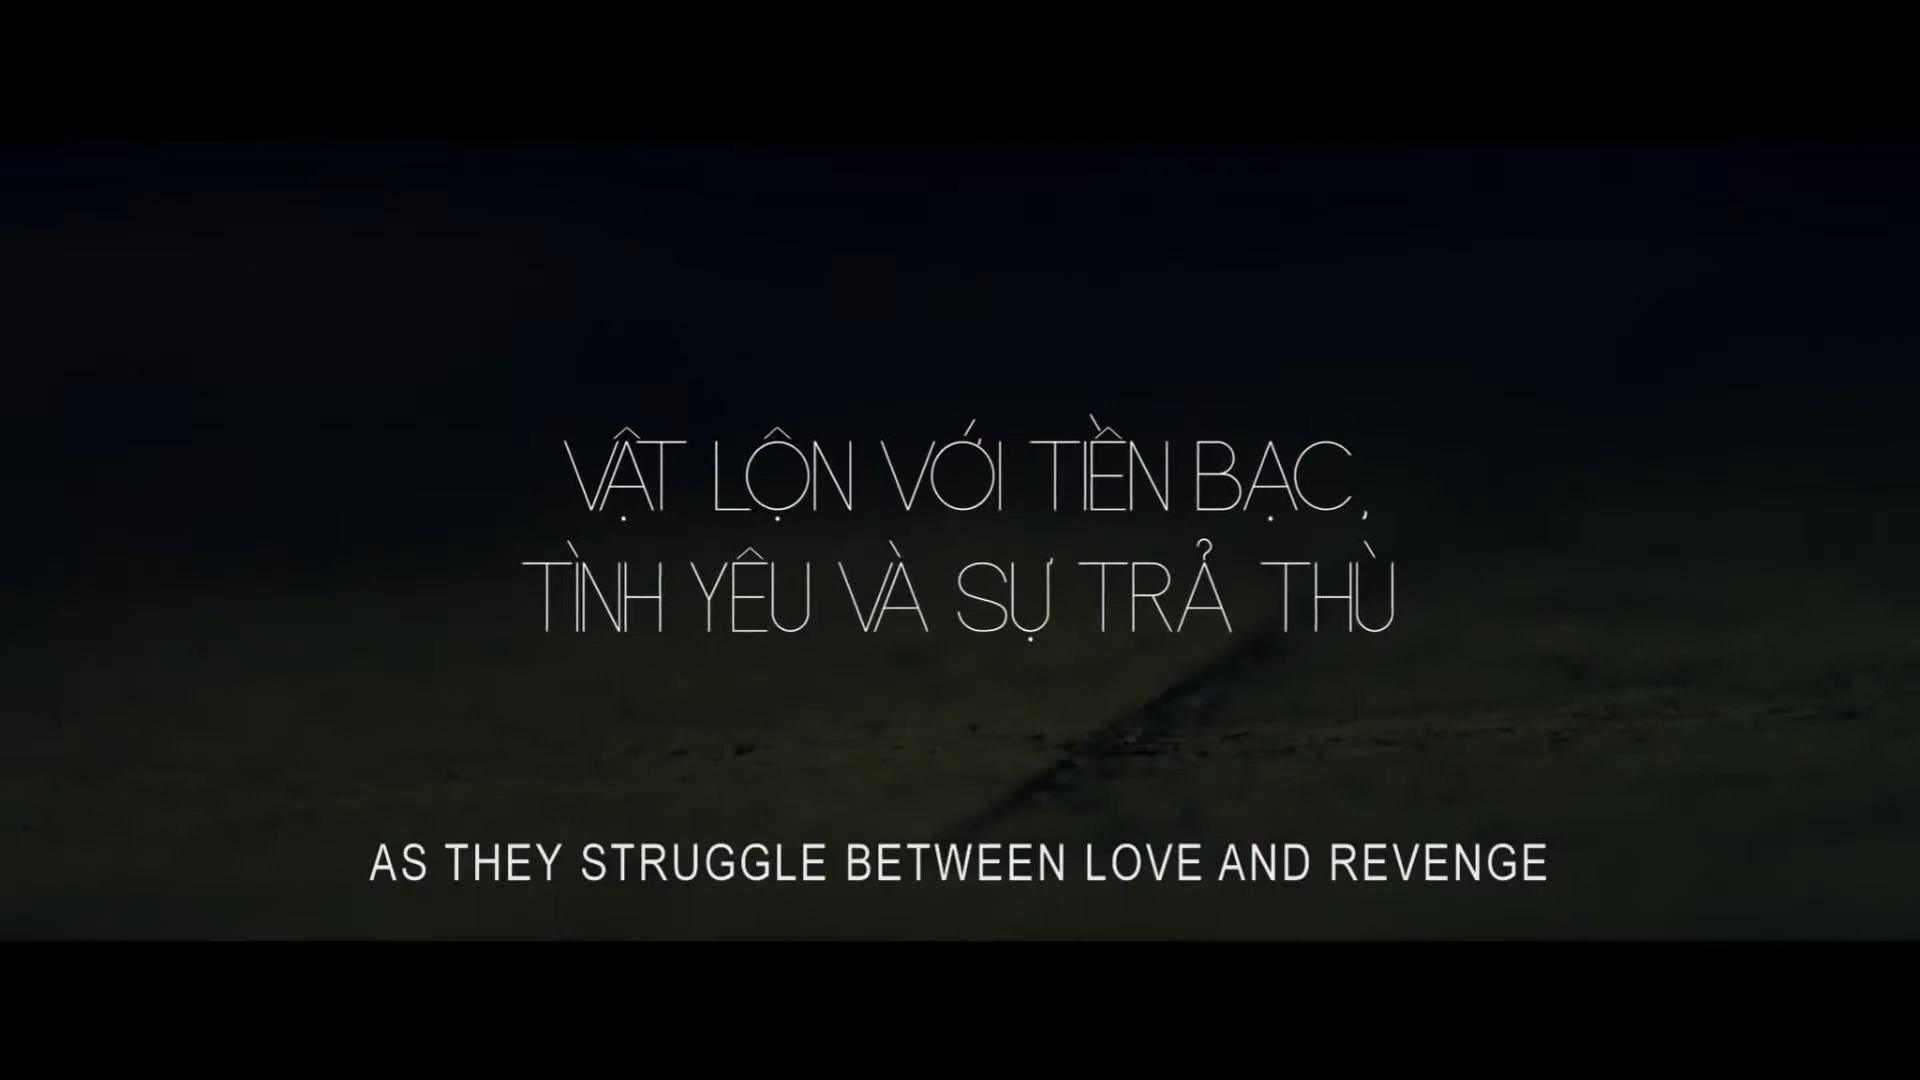 VẬT LỘN VỚI TIỀN BẠC,
TÌNH YÊU VÀ SỰ TRẢ THÙ
AS THEY STRUGGLE BETWEEN LOVE AND REVENGE